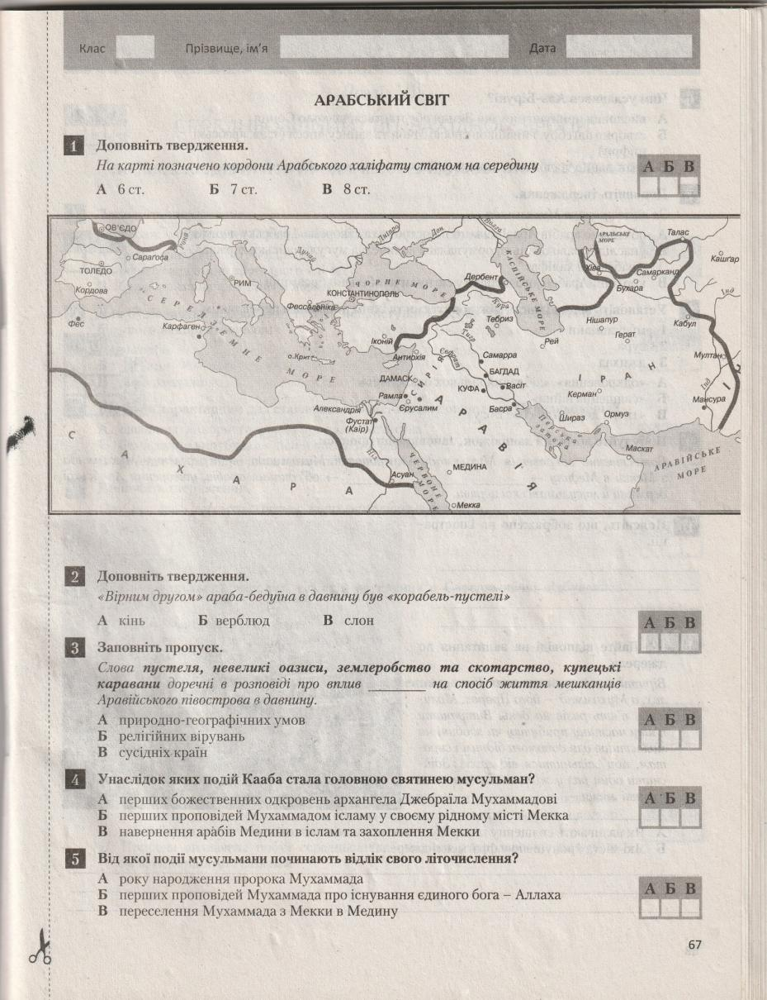 Клас Прізвище, ім'я Дата
АРАБСЬКИЙ СВІТ
1 Доповніть твердження.
На карті позначено кордони Арабського халіфату станом на середину
А 6 ст. Б 7 ст. В 8 ст.
А Б В
ОВ'ЄДО
Сарагоса
ТОЛЕДО
Кордова
Фес
Рона
РИМ
Карфаген
СЕРЕДЗЕМНЕ МОРЕ
Дунай
Дніпро
Дон
Волга
ЧОРНЕ МОРЕ
КОНСТАНТИНОПОЛЬ
Фессалоніка
Іконій
о.Крит
Антиохія
ДАМАСК
СИРІЯ
Рамла
Єрусалим
Александрія
Фустат
(Каїр)
Ніл
Асуан
ЧЕРВОНЕ МОРЕ
САХАРА
АРАВІЯ
МЕДИНА
Мекка
Дербент
Кура
КАСПІЙСЬКЕ МОРЕ
Тебриз
Тигр
Євфрат
Самарра
БАГДАД
КУФА
Васіт
Басра
Перська
затока
Рей
Нішапур
Герат
ІРАН
Керман
Шираз
Ормуз
Маскат
АРАВІЙСЬКЕ
МОРЕ
АРАЛЬСЬКЕ
МОРЕ
Хіва
Бухара
Самарканд
Талас
Кашґар
Інд
Кабул
Мултан
Інд
Мансура
І
2 Доповніть твердження.
«Вірним другом» араба-бедуїна в давнину був «корабель-пустелі»
А кінь Б верблюд В слон
А Б В
3 Заповніть пропуск.
Слова пустеля, невеликі оазиси, землеробство та скотарство, купецькі
каравани доречні в розповіді про вплив ________ на спосіб життя мешканців
Аравійського півострова в давнину.
А природно-географічних умов
Б релігійних вірувань
В сусідніх країн
А Б В
4 Унаслідок яких подій Кааба стала головною святинею мусульман?
А перших божественних одкровень архангела Джебраїла Мухаммадові
Б перших проповідей Мухаммадом ісламу у своєму рідному місті Мекка
В навернення арабів Медини в іслам та захоплення Мекки
А Б В
5 Від якої події мусульмани починають відлік свого літочислення?
А року народження пророка Мухаммада
Б перших проповідей Мухаммада про існування єдиного бога – Аллаха
В переселення Мухаммада з Мекки в Медину
А Б В
67